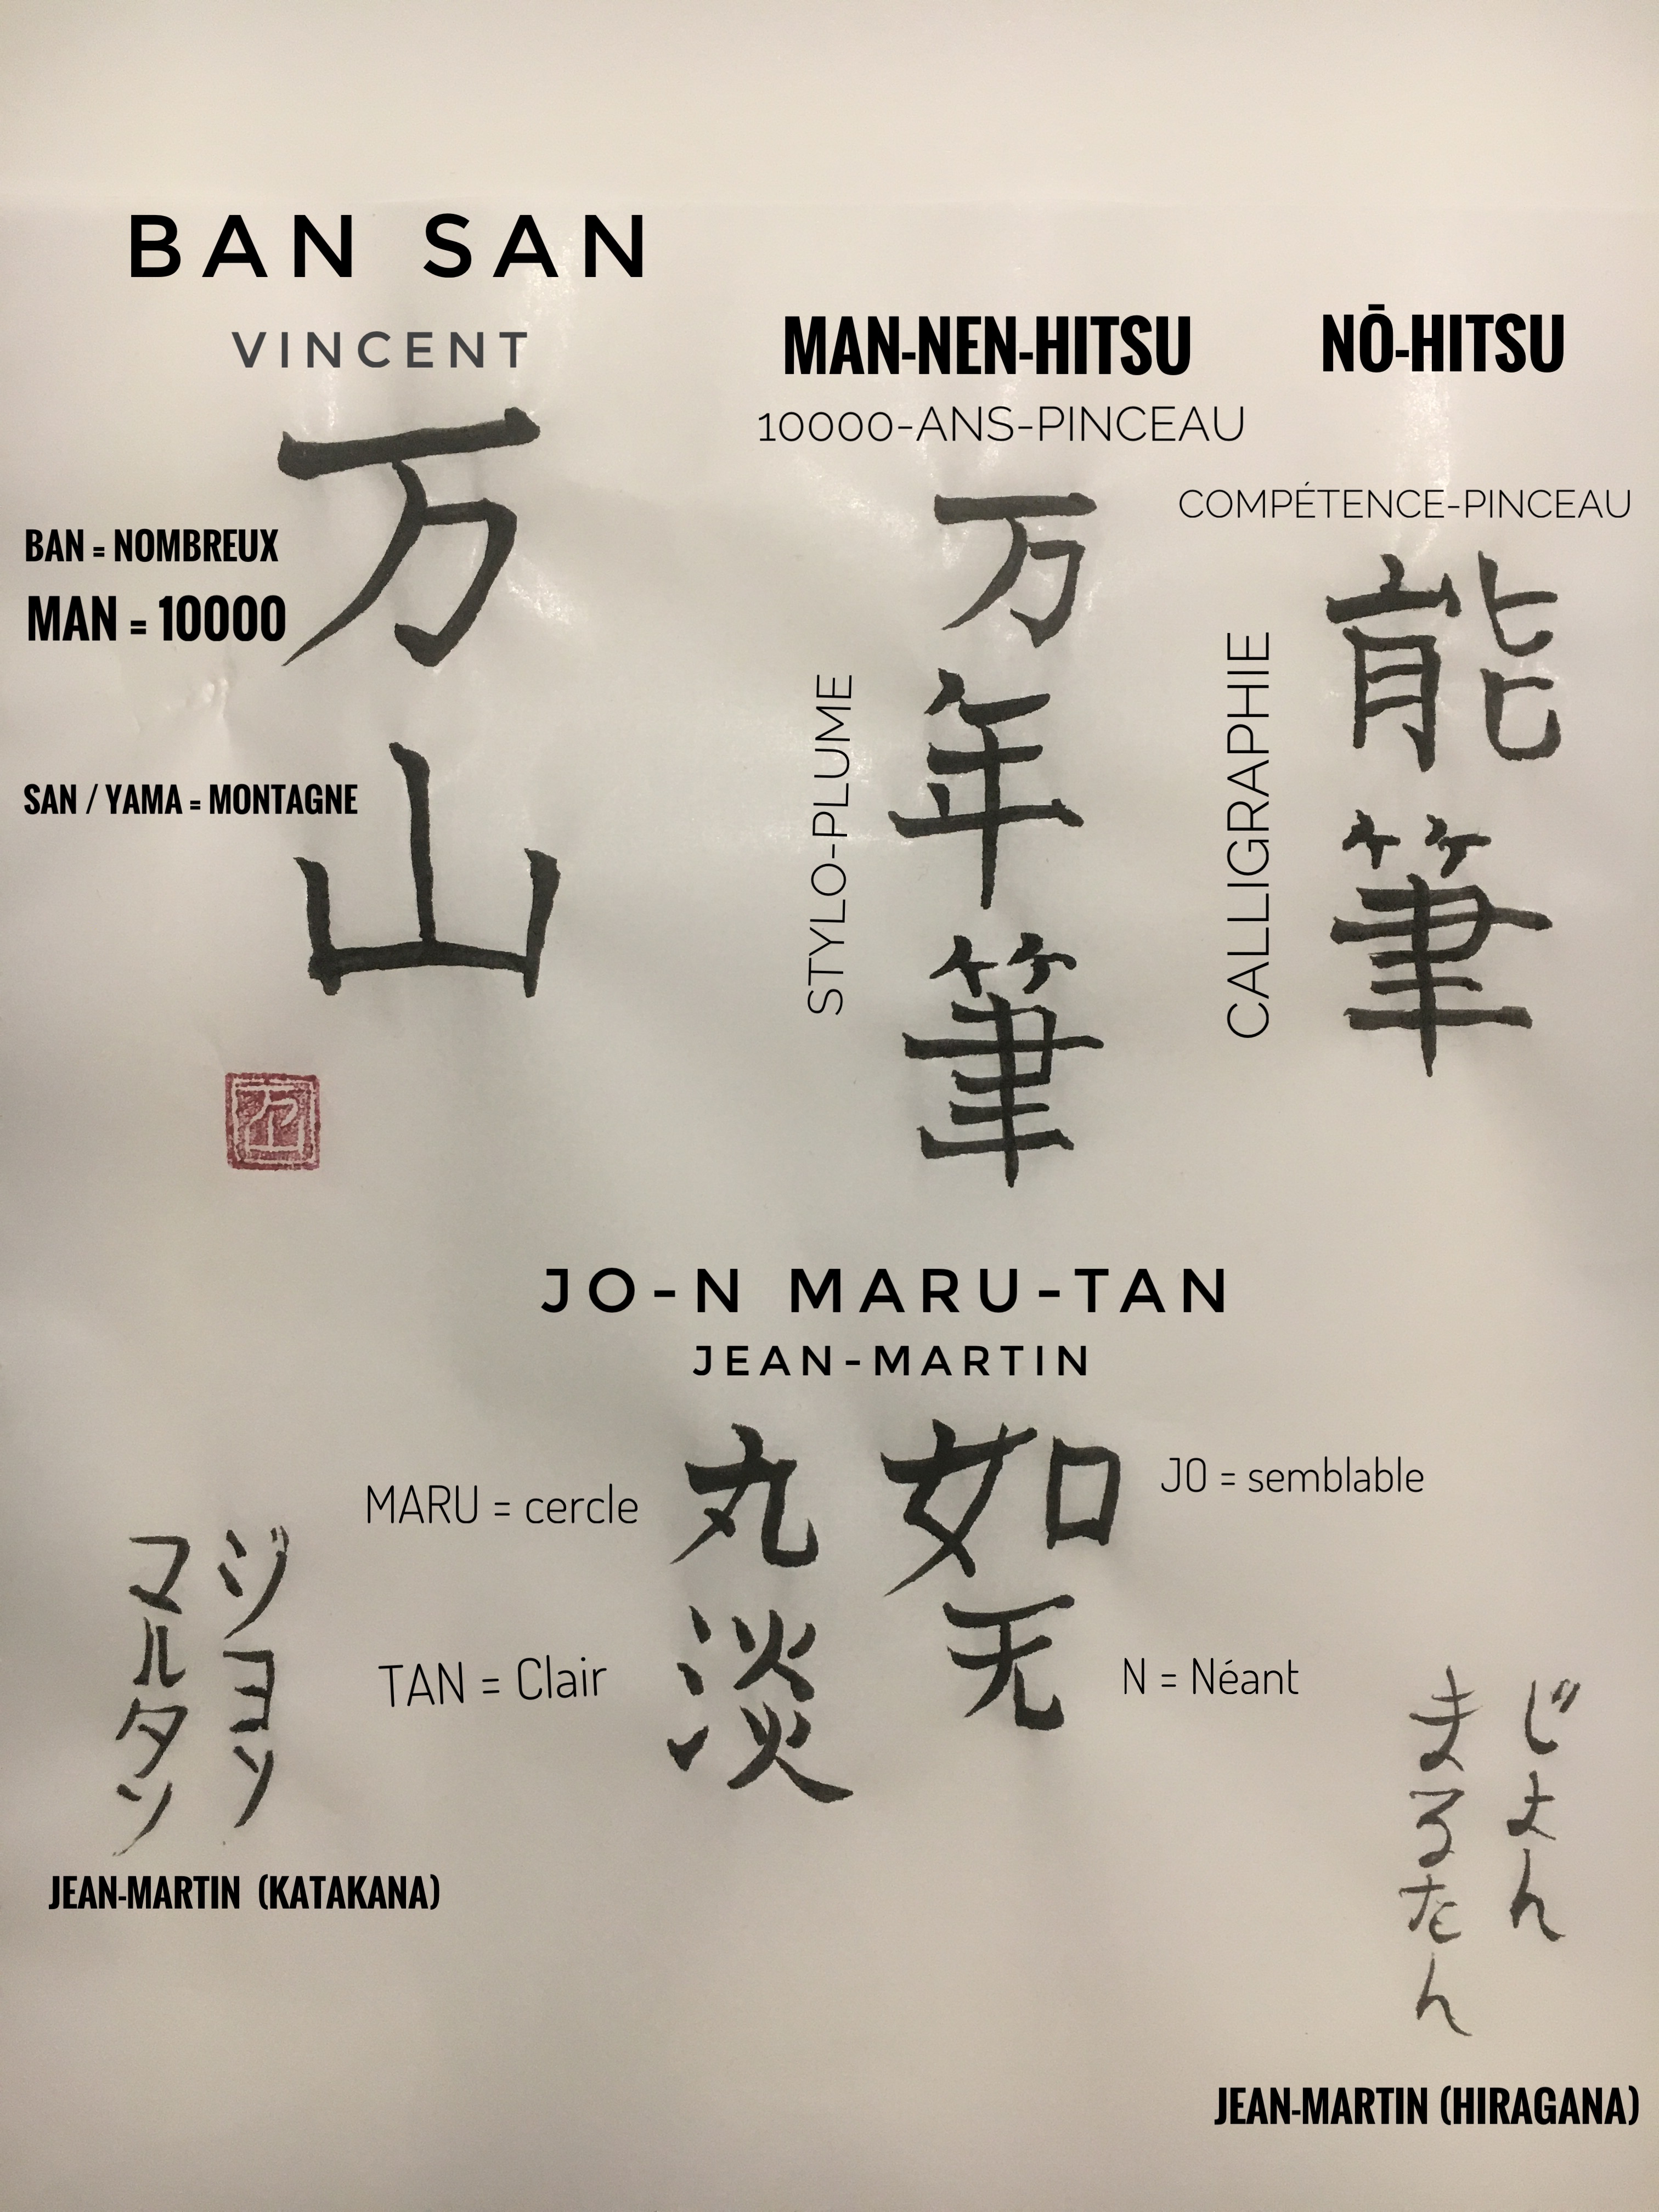 BAN SAN
VINCENT
BAN = NOMBREUX
MAN = 10000
SAN / YAMA = MONTAGNE
万山
MAN-NEN-HITSU
10000-ANS-PINCEAU
STYLO-PLUME
万年筆
NŌ-HITSU
COMPÉTENCE-PINCEAU
CALLIGRAPHIE
能筆
JO-N MARU-TAN
JEAN-MARTIN
JO = semblable
N = Néant
如无
MARU = cercle
TAN = Clair
丸淡
ジヨン
マルタン
JEAN-MARTIN (KATAKANA)
じよん
まるたん
JEAN-MARTIN (HIRAGANA)